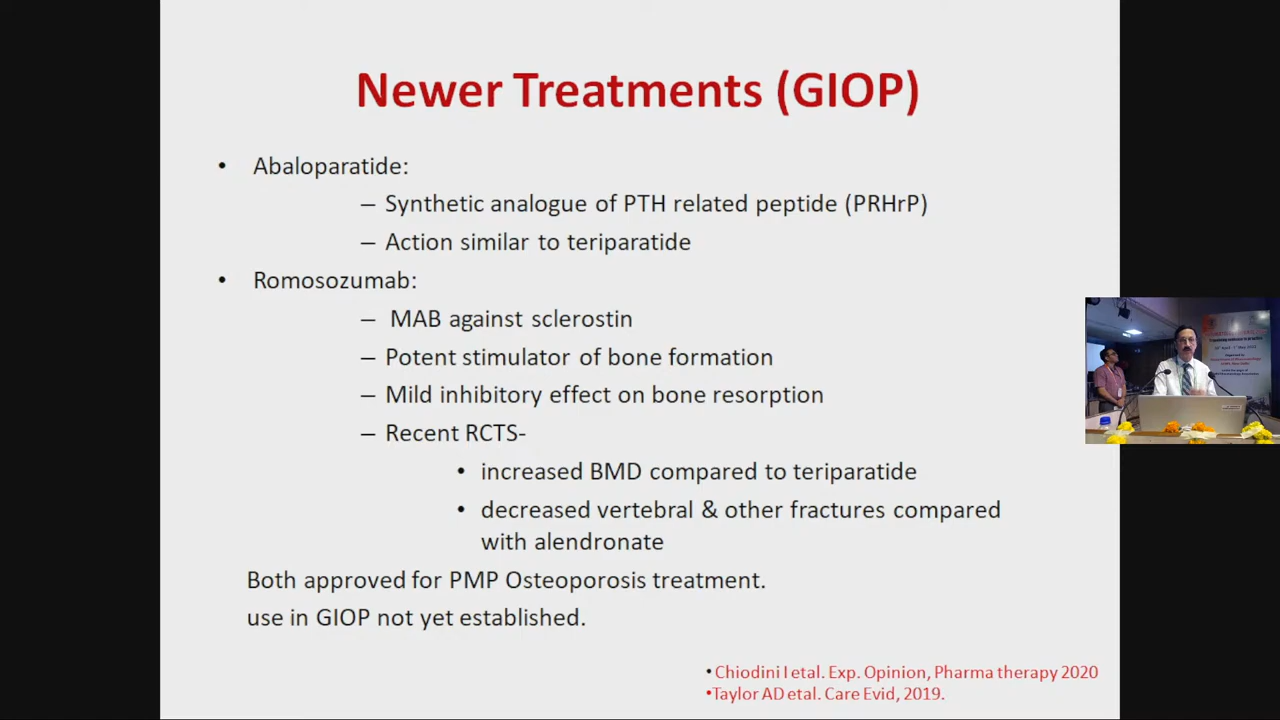 Newer Treatments (GIOP)
• Abaloparatide:
– Synthetic analogue of PTH related peptide (PRHrP)
– Action similar to teriparatide
• Romosozumab:
– MAB against sclerostin
– Potent stimulator of bone formation
– Mild inhibitory effect on bone resorption
– Recent RCTS-
• increased BMD compared to teriparatide
• decreased vertebral & other fractures compared
with alendronate
Both approved for PMP Osteoporosis treatment.
use in GIOP not yet established.
•Chiodini I etal. Exp. Opinion, Pharma therapy 2020
•Taylor AD etal. Care Evid, 2019.